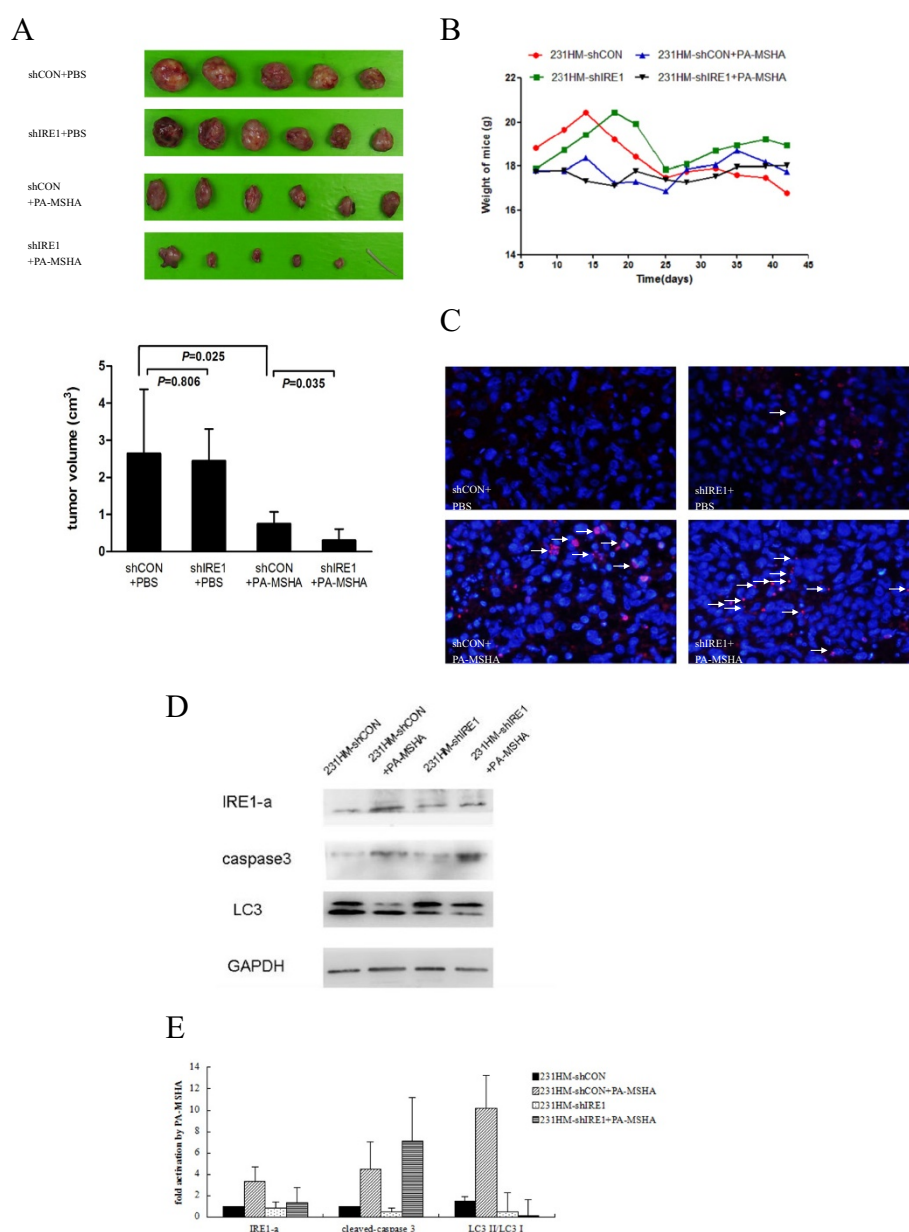 A
shCON+PBS
shIRE1+PBS
shCON
+PA-MSHA
shIRE1
+PA-MSHA
P=0.025
P=0.806
P=0.035
tumor volume (cm3)
5
4
3
2
1
0
shCON
+PBS
shIRE1
+PBS
shCON
+PA-MSHA
shIRE1
+PA-MSHA
B
231HM-shCON
231HM-shCON+PA-MSHA
231HM-shIRE1
231HM-shIRE1+PA-MSHA
Weight of mice (g)
22
20
18
16
14
5 10 15 20 25 30 35 40 45
Time(days)
C
shCON+
PBS
shIRE1+
PBS
shCON+
PA-MSHA
shIRE1+
PA-MSHA
D
231HM-shCON
231HM-shCON
+PA-MSHA
231HM-shIRE1
231HM-shIRE1
+PA-MSHA
IRE1-a
caspase3
LC3
GAPDH
E
fold activation by PA-MSHA
14
12
10
8
6
4
2
0
IRE1-a
cleaved-caspase 3
LC3 II/LC3 I
231HM-shCON
231HM-shCON+PA-MSHA
231HM-shIRE1
231HM-shIRE1+PA-MSHA